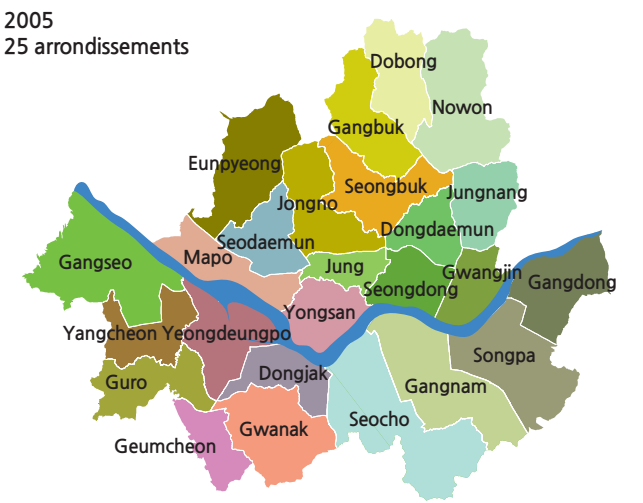 2005
25 arrondissements
Dobong
Nowon
Gangbuk
Eunpyeong
Seongbuk
Jungnang
Jongno
Dongdaemun
Seodaemun
Mapo
Gangseo
Jung
Gwangjin
Gangdong
Seongdong
Yongsan
Yangcheon
Yeongdeungpo
Songpa
Dongjak
Guro
Gangnam
Seocho
Gwanak
Geumcheon